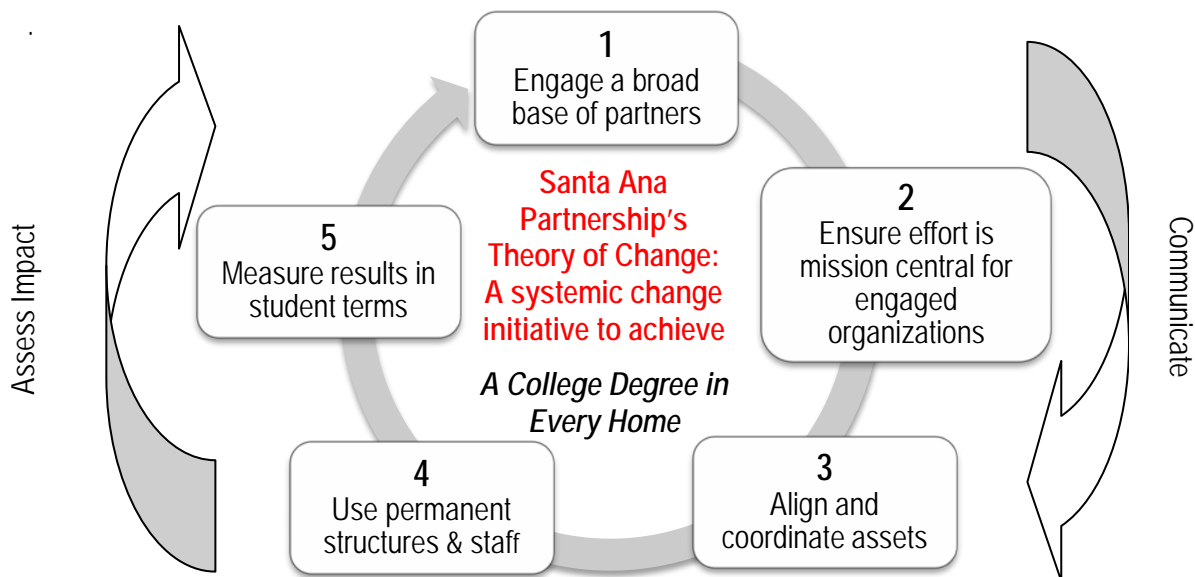 .
1
Engage a broad
base of partners
2
Ensure effort is
mission central for
engaged
organizations
3
Align and
coordinate assets
4
Use permanent
structures & staff
5
Measure results in
student terms
Santa Ana
Partnership’s
Theory of Change:
A systemic change
initiative to achieve
A College Degree in
Every Home
Assess Impact
Communicate